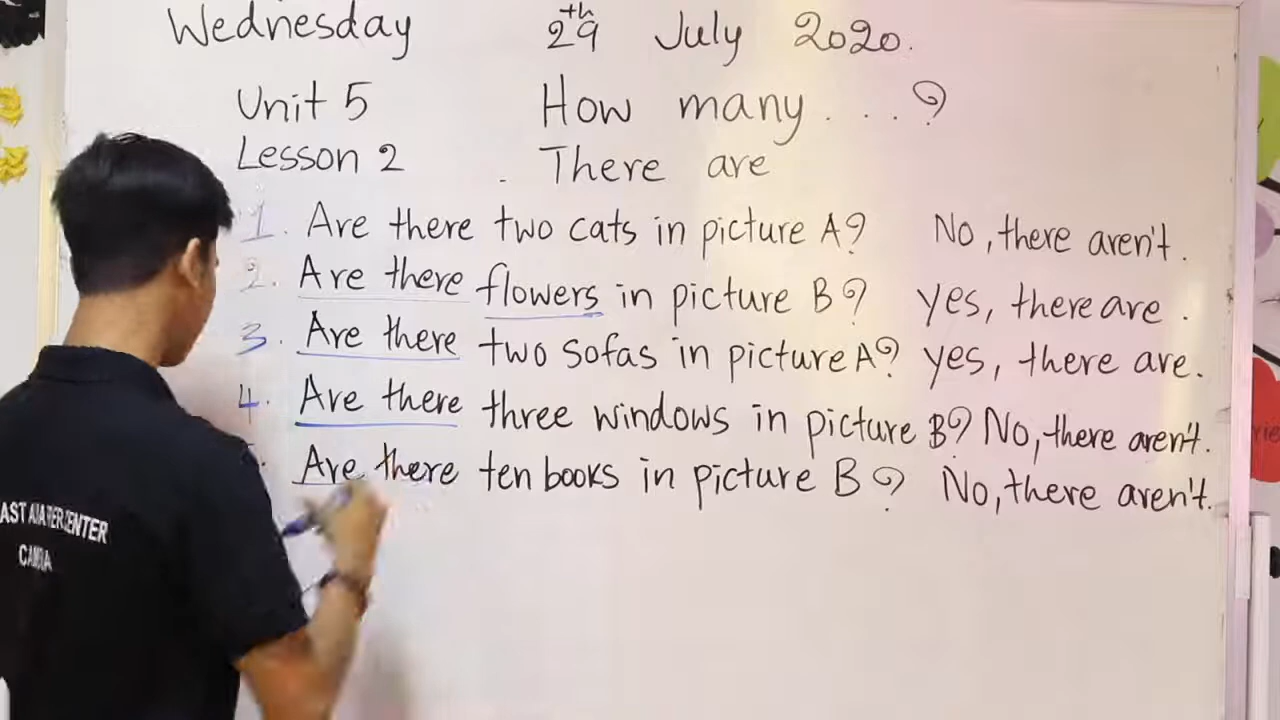 Wednesday 29th July 2020.
Unit 5 How many...?
Lesson 2 . There are
1. Are there two cats in picture A? No, there aren't.
2. Are there flowers in picture B? yes, there are.
3. Are there two sofas in picture A? yes, there are.
4. Are there three windows in picture B? No, there aren't.
Are there ten books in picture B? No, there aren't.